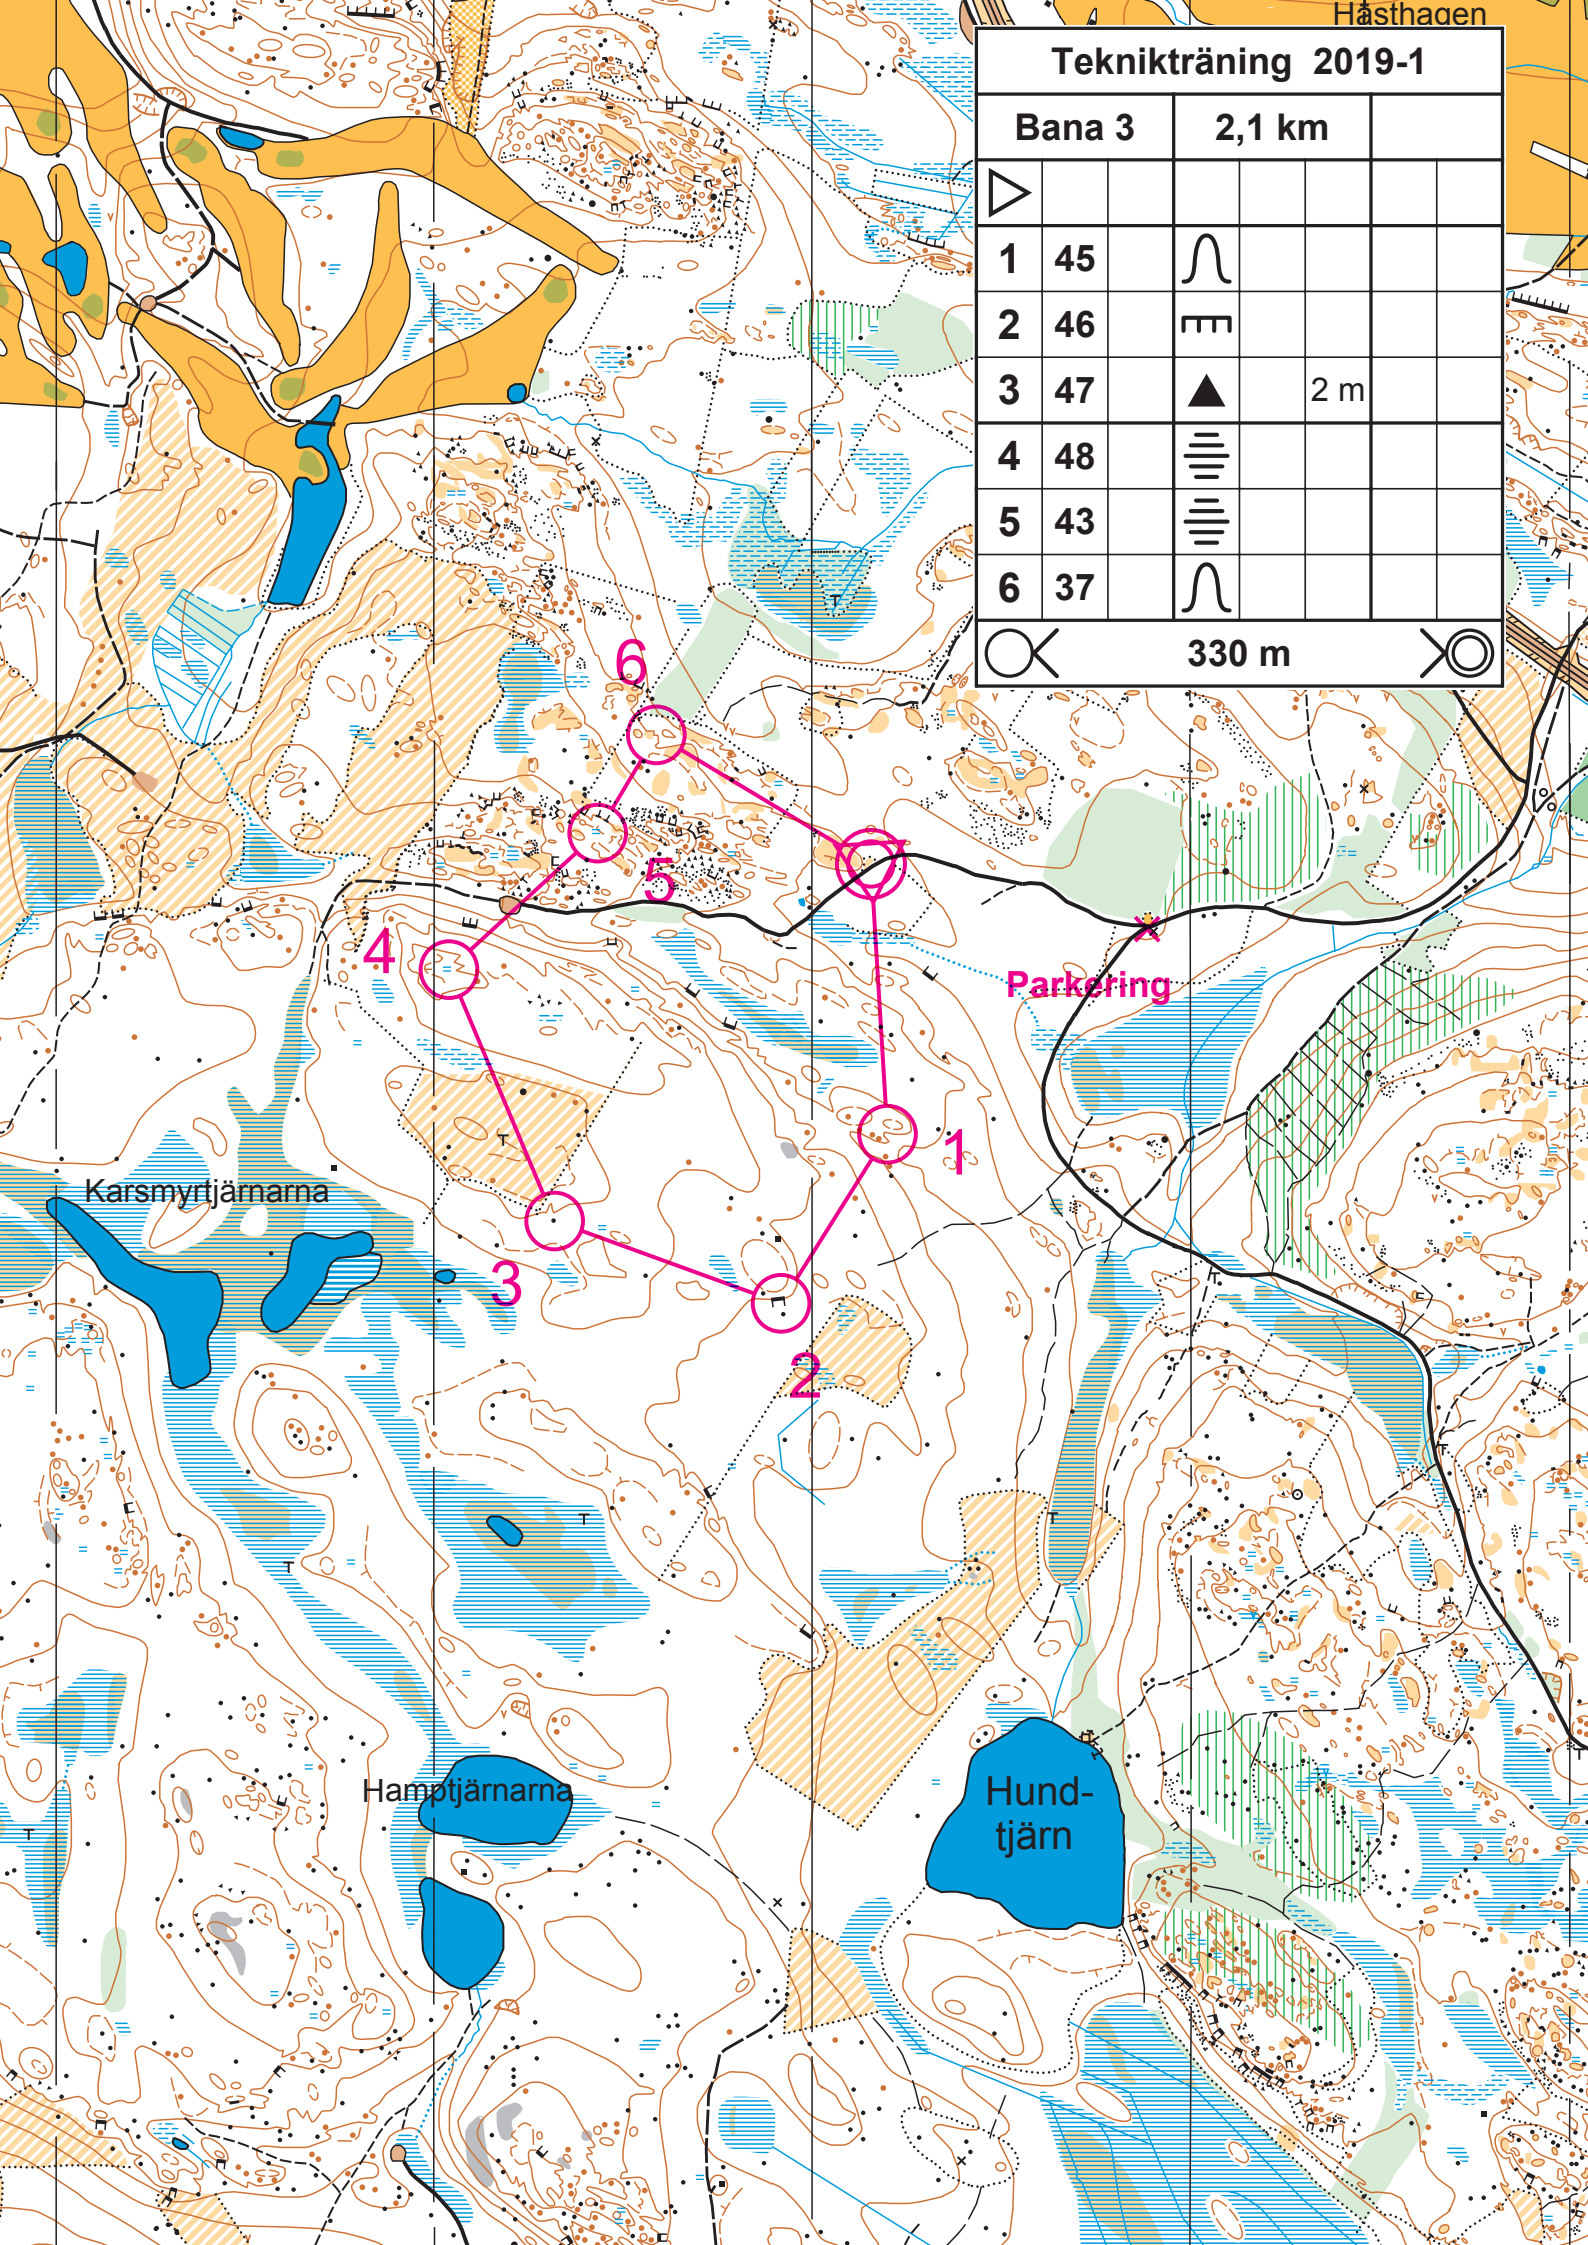 Hästhagen
Teknikträning 2019-1
Bana 3 2,1 km
1 45
2 46
3 47 2 m
4 48
5 43
6 37
330 m
6
5
4
Parkering
1
Karsmyrtjärnarna
3
2
Hamptjärnarna
Hund-
tjärn